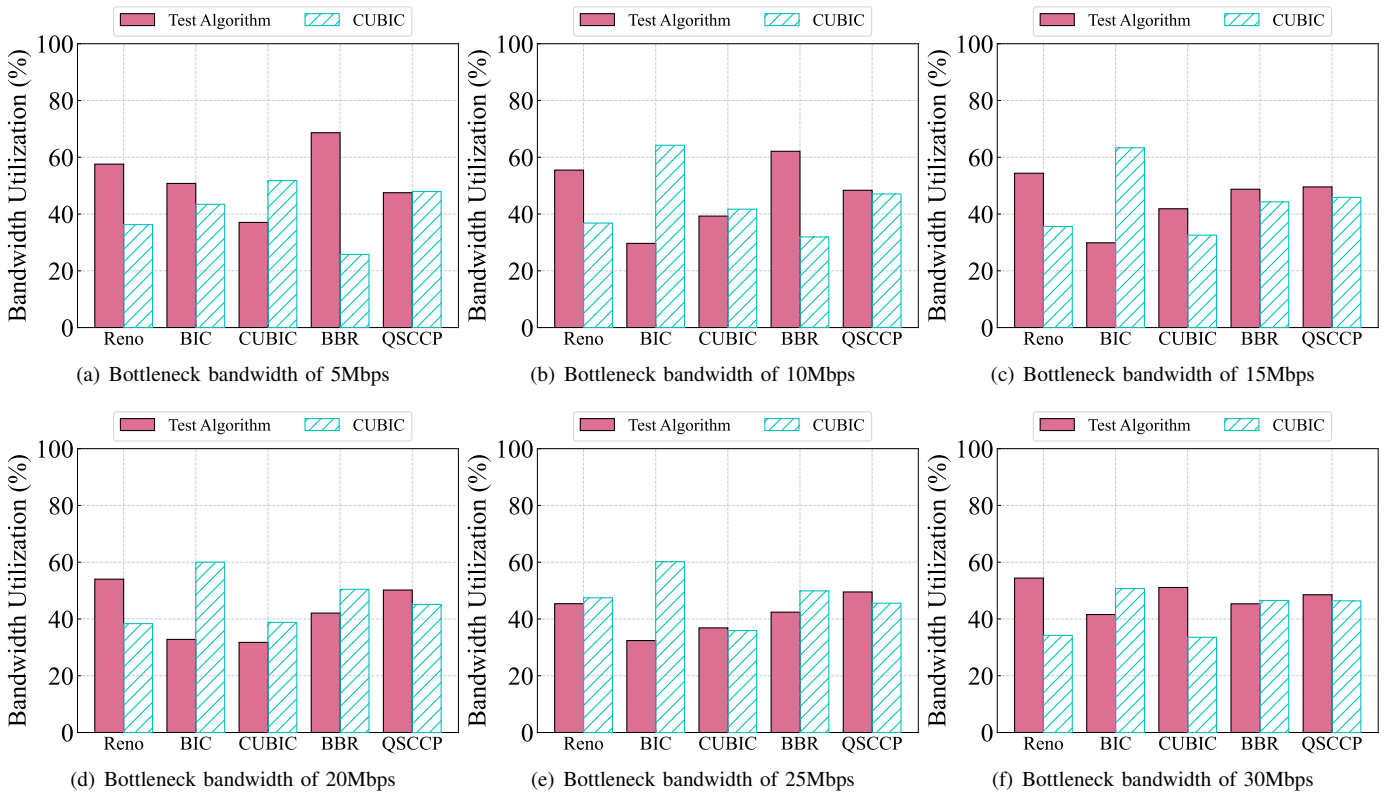 Test Algorithm CUBIC
Bandwidth Utilization (%)
100
80
60
40
20
0
Reno BIC CUBIC BBR QSCCP
(a) Bottleneck bandwidth of 5Mbps
Test Algorithm CUBIC
Bandwidth Utilization (%)
100
80
60
40
20
0
Reno BIC CUBIC BBR QSCCP
(b) Bottleneck bandwidth of 10Mbps
Test Algorithm CUBIC
Bandwidth Utilization (%)
100
80
60
40
20
0
Reno BIC CUBIC BBR QSCCP
(c) Bottleneck bandwidth of 15Mbps
Test Algorithm CUBIC
Bandwidth Utilization (%)
100
80
60
40
20
0
Reno BIC CUBIC BBR QSCCP
(d) Bottleneck bandwidth of 20Mbps
Test Algorithm CUBIC
Bandwidth Utilization (%)
100
80
60
40
20
0
Reno BIC CUBIC BBR QSCCP
(e) Bottleneck bandwidth of 25Mbps
Test Algorithm CUBIC
Bandwidth Utilization (%)
100
80
60
40
20
0
Reno BIC CUBIC BBR QSCCP
(f) Bottleneck bandwidth of 30Mbps